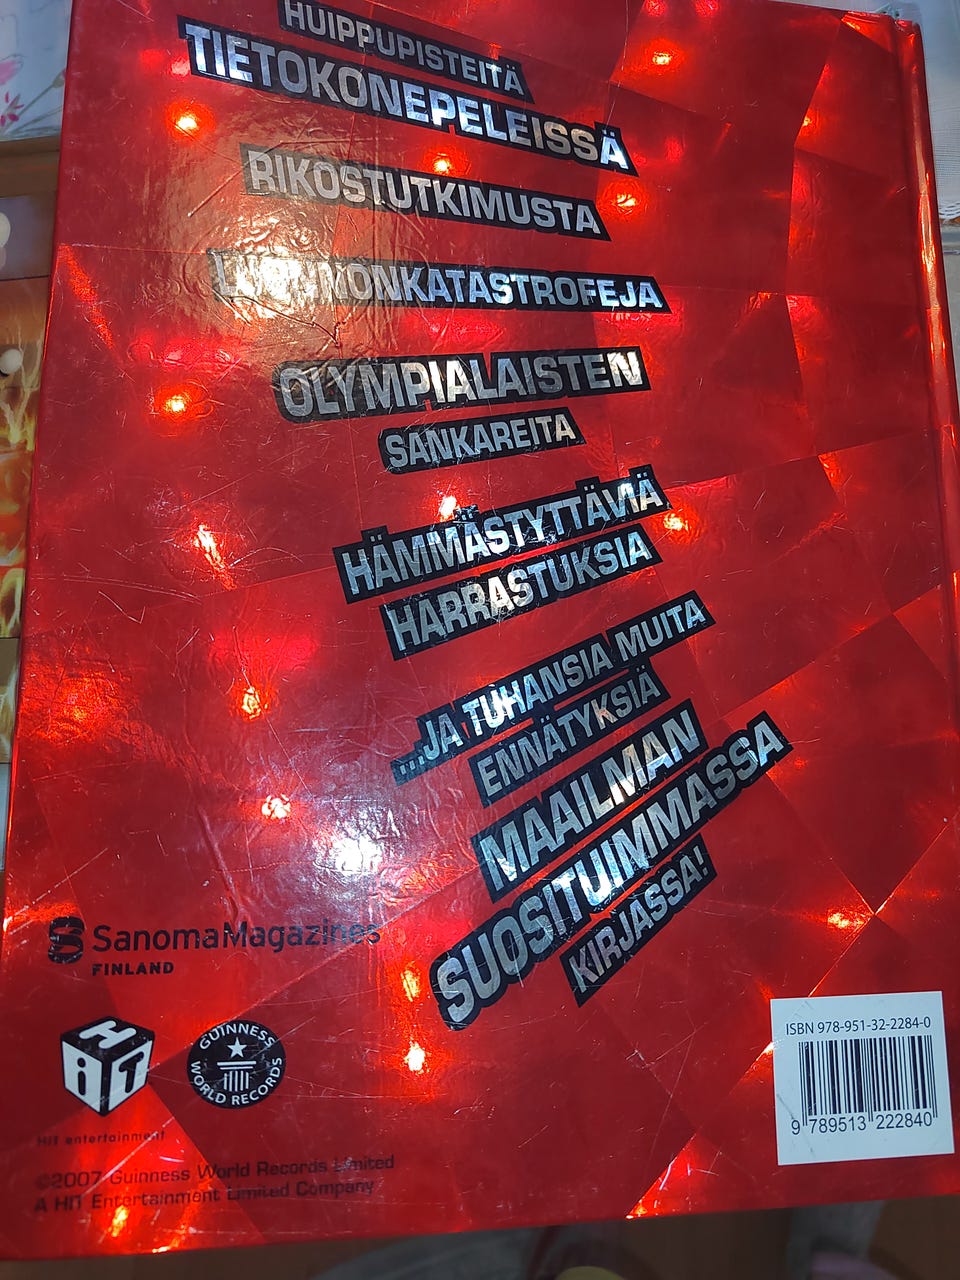 HUIPPUPISTEITÄ
TIETOKONEPELEISSÄ
RIKOSTUTKIMUSTA
LUONNONKATASTROFEJA
OLYMPIALAISTEN
SANKAREITA
HÄMMÄSTYTTÄVIÄ
HARRASTUKSIA
...JA TUHANSIA MUITA
ENNÄTYKSIÄ
MAAILMAN
SUOSITUIMMASSA
KIRJASSA!
SanomaMagazines
FINLAND
HiT
GUINNESS
WORLD RECORDS
HiT entertainment
©2007 Guinness World Records Limited
A HIT Entertainment Limited Company
ISBN 978-951-32-2284-0
9 789513 222840